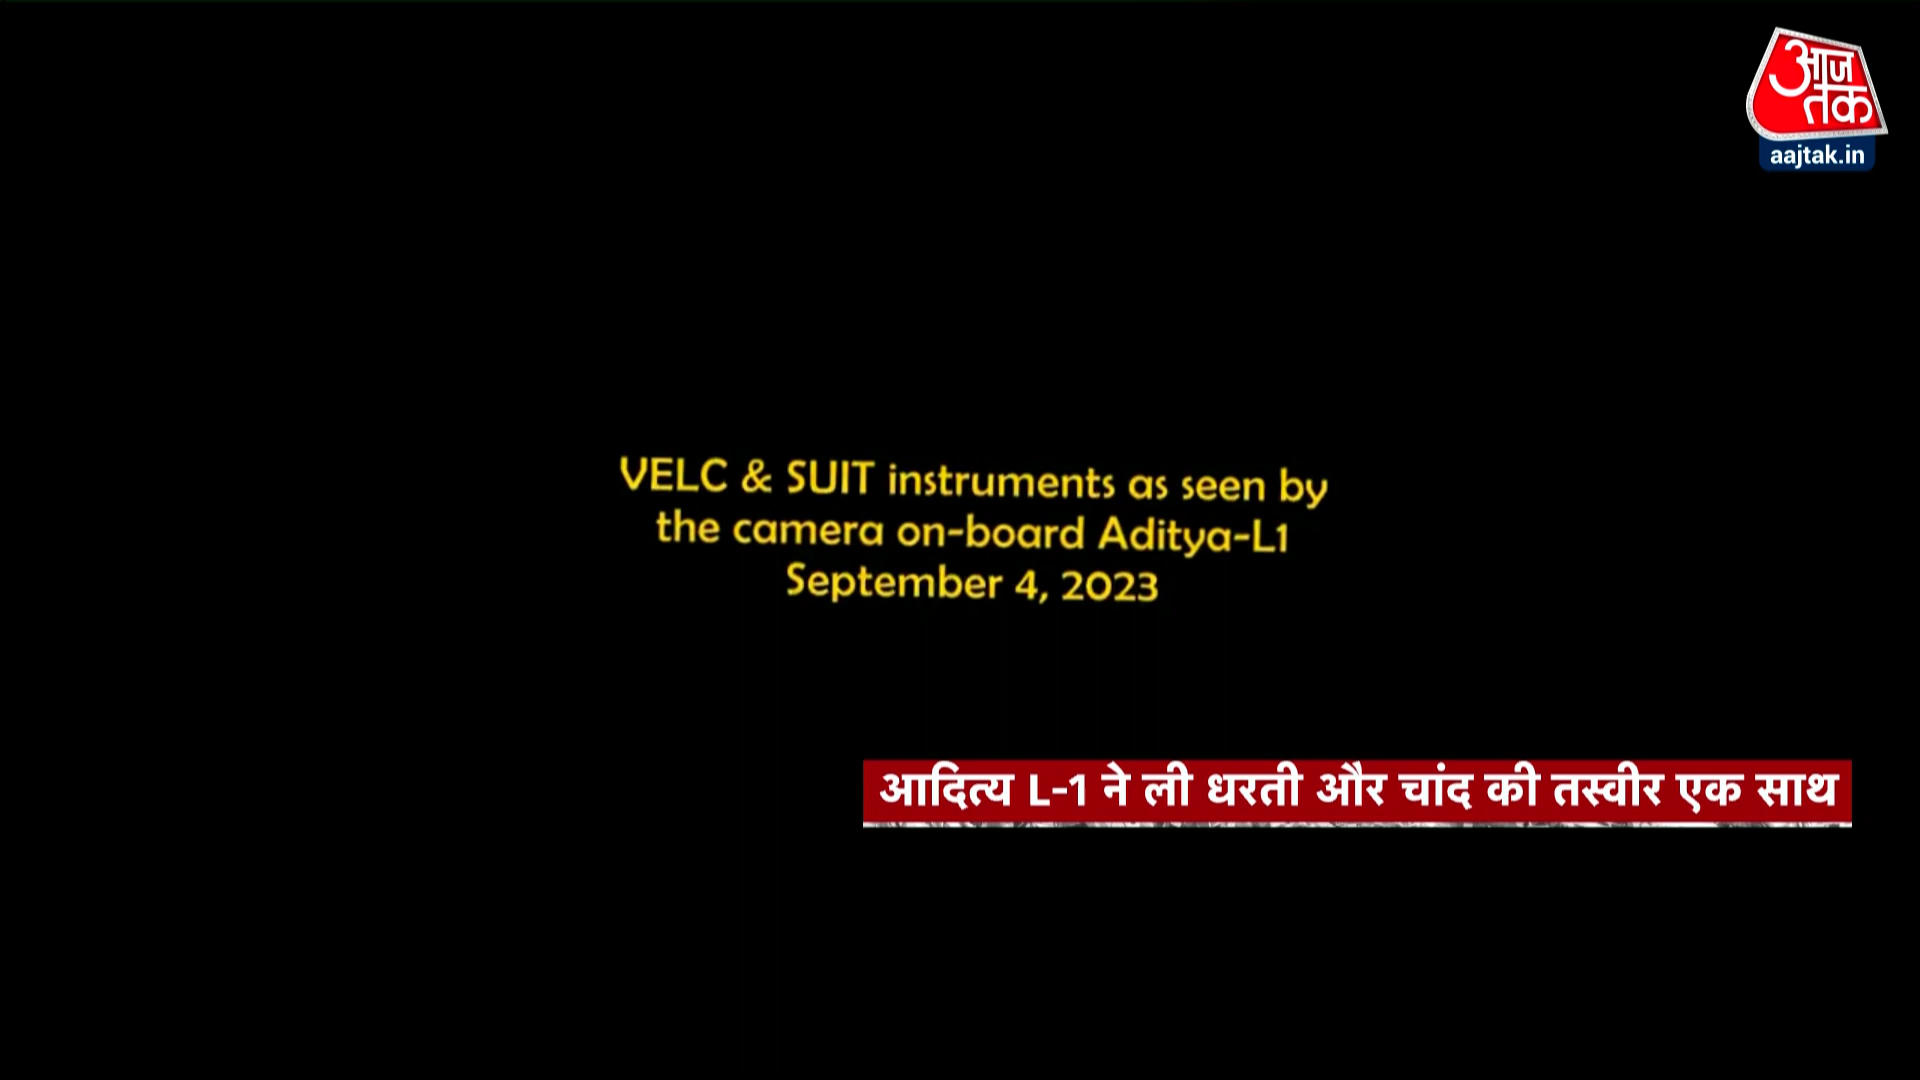 आज
तक
aajtak.in
VELC & SUIT instruments as seen by
the camera on-board Aditya-L1
September 4, 2023
आदित्य L-1 ने ली धरती और चांद की तस्वीर एक साथ